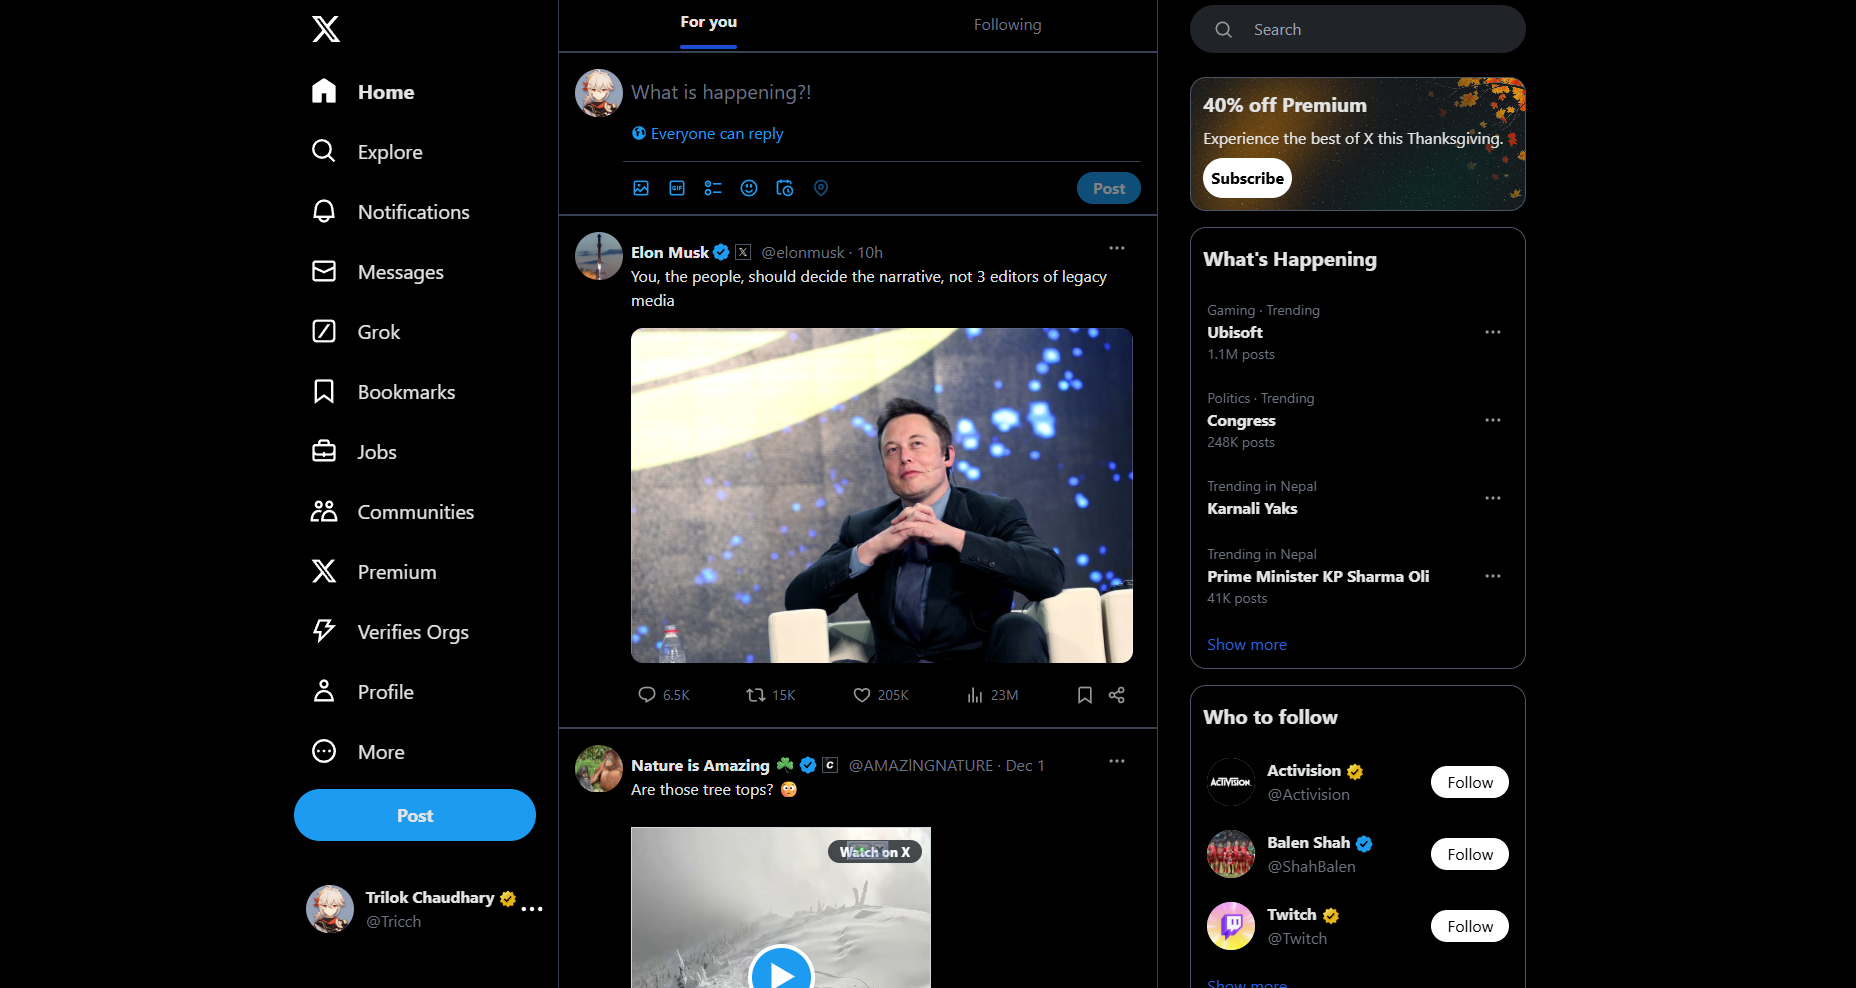 Home
Explore
Notifications
Messages
Grok
Bookmarks
Jobs
Communities
Premium
Verifies Orgs
Profile
More
Post
Trilok Chaudhary
@Tricch
For you
Following
What is happening?!
Everyone can reply
GIF
Post
Elon Musk @elonmusk · 10h
You, the people, should decide the narrative, not 3 editors of legacy
media
6.5K 15K 205K 23M
Nature is Amazing ☘️ C @AMAZlNGNATURE · Dec 1
Are those tree tops? 😳
Watch on X
Search
40% off Premium
Experience the best of X this Thanksgiving.
Subscribe
What's Happening
Gaming · Trending
Ubisoft
1.1M posts
Politics · Trending
Congress
248K posts
Trending in Nepal
Karnali Yaks
Trending in Nepal
Prime Minister KP Sharma Oli
41K posts
Show more
Who to follow
ACTIVISION
Activision
@Activision
Follow
Balen Shah
@ShahBalen
Follow
Twitch
@Twitch
Follow
Show more